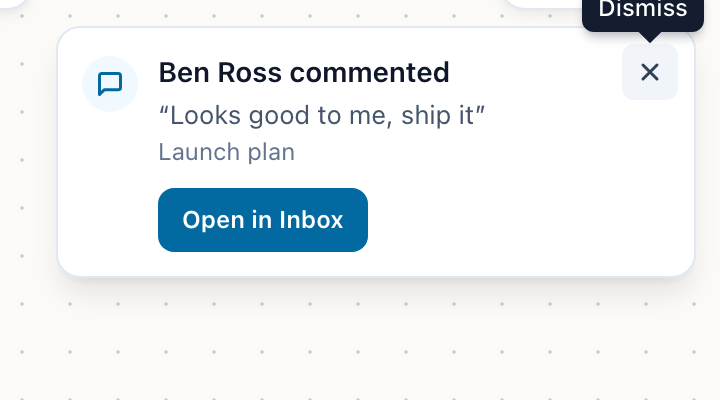 Dismiss
Ben Ross commented
“Looks good to me, ship it”
Launch plan
Open in Inbox